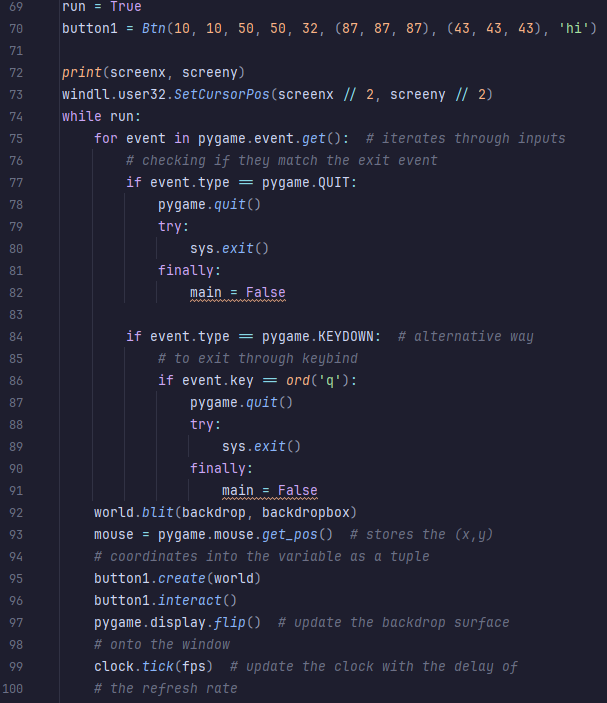 69 run = True
70 button1 = Btn(10, 10, 50, 50, 32, (87, 87, 87), (43, 43, 43), 'hi')
71
72 print(screenx, screeny)
73 windll.user32.SetCursorPos(screenx // 2, screeny // 2)
74 while run:
75     for event in pygame.event.get():  # iterates through inputs
76         # checking if they match the exit event
77         if event.type == pygame.QUIT:
78             pygame.quit()
79             try:
80                 sys.exit()
81             finally:
82                 main = False
83
84         if event.type == pygame.KEYDOWN:  # alternative way
85             # to exit through keybind
86             if event.key == ord('q'):
87                 pygame.quit()
88                 try:
89                     sys.exit()
90                 finally:
91                     main = False
92     world.blit(backdrop, backdropbox)
93     mouse = pygame.mouse.get_pos()  # stores the (x,y)
94     # coordinates into the variable as a tuple
95     button1.create(world)
96     button1.interact()
97     pygame.display.flip()  # update the backdrop surface
98     # onto the window
99     clock.tick(fps)  # update the clock with the delay of
100     # the refresh rate